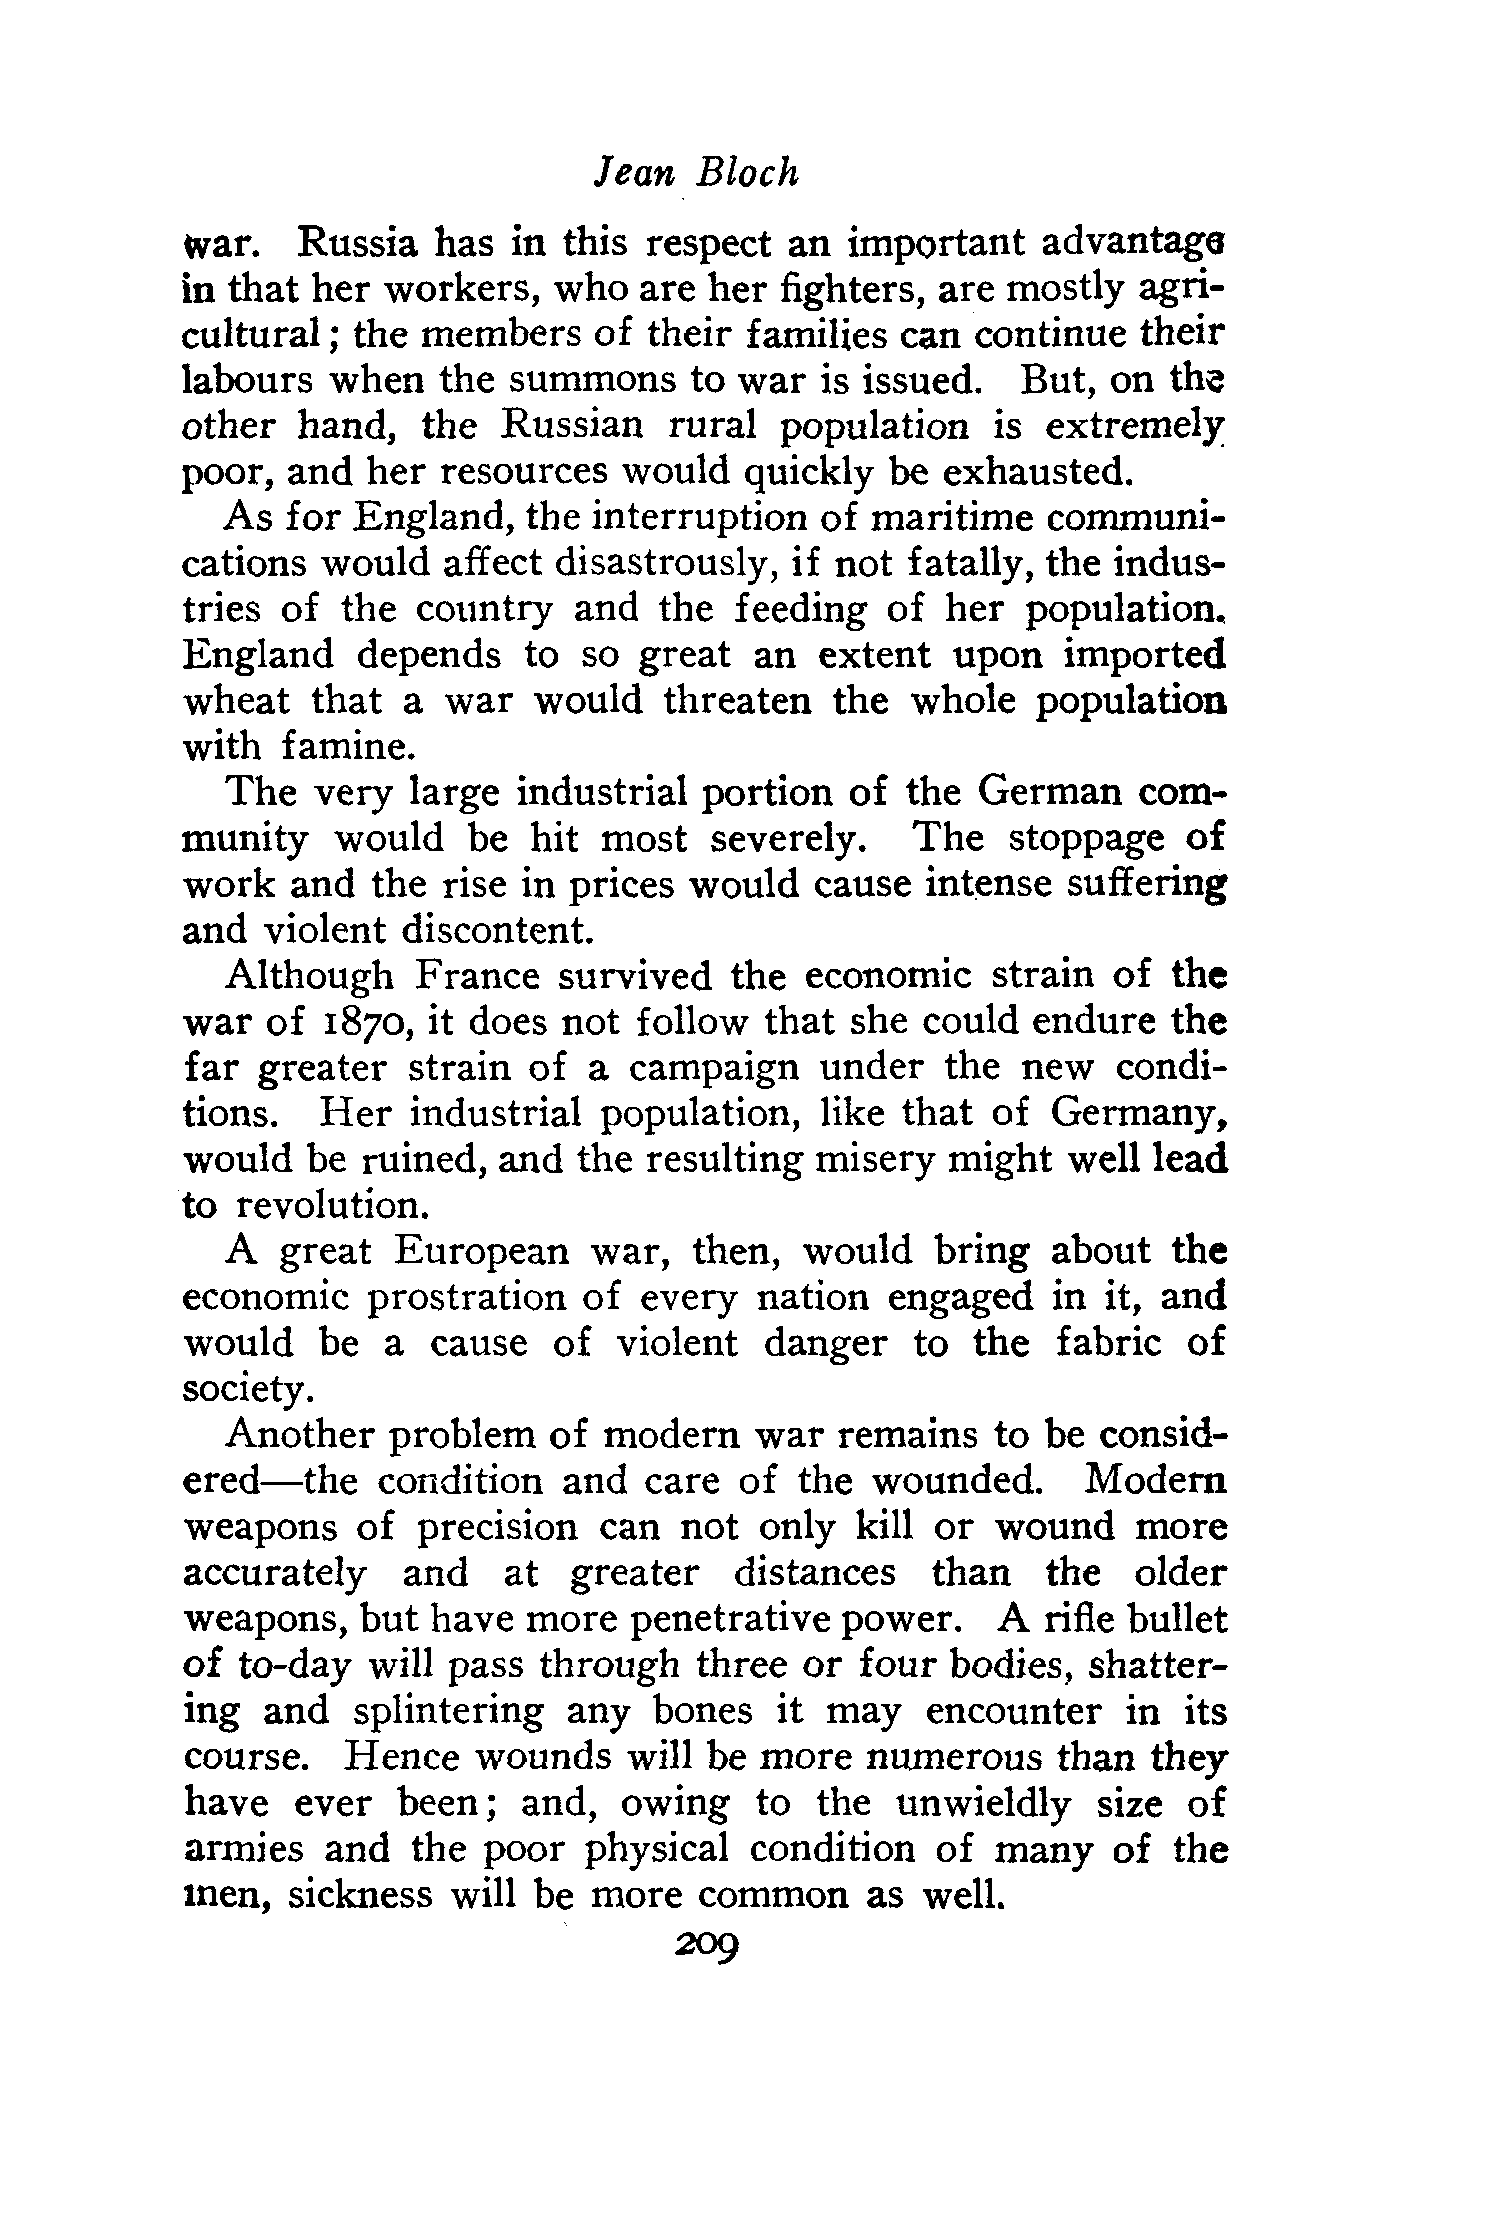 Jean Bloch
war. Russia has in this respect an important advantage
in that her workers, who are her fighters, are mostly agri-
cultural; the members of their families can continue their
labours when the summons to war is issued. But, on the
other hand, the Russian rural population is extremely
poor, and her resources would quickly be exhausted.
As for England, the interruption of maritime communi-
cations would affect disastrously, if not fatally, the indus-
tries of the country and the feeding of her population.
England depends to so great an extent upon imported
wheat that a war would threaten the whole population
with famine.
The very large industrial portion of the German com-
munity would be hit most severely. The stoppage of
work and the rise in prices would cause intense suffering
and violent discontent.
Although France survived the economic strain of the
war of 1870, it does not follow that she could endure the
far greater strain of a campaign under the new condi-
tions. Her industrial population, like that of Germany,
would be ruined, and the resulting misery might well lead
to revolution.
A great European war, then, would bring about the
economic prostration of every nation engaged in it, and
would be a cause of violent danger to the fabric of
society.
Another problem of modern war remains to be consid-
ered—the condition and care of the wounded. Modern
weapons of precision can not only kill or wound more
accurately and at greater distances than the older
weapons, but have more penetrative power. A rifle bullet
of to-day will pass through three or four bodies, shatter-
ing and splintering any bones it may encounter in its
course. Hence wounds will be more numerous than they
have ever been; and, owing to the unwieldly size of
armies and the poor physical condition of many of the
men, sickness will be more common as well.
209